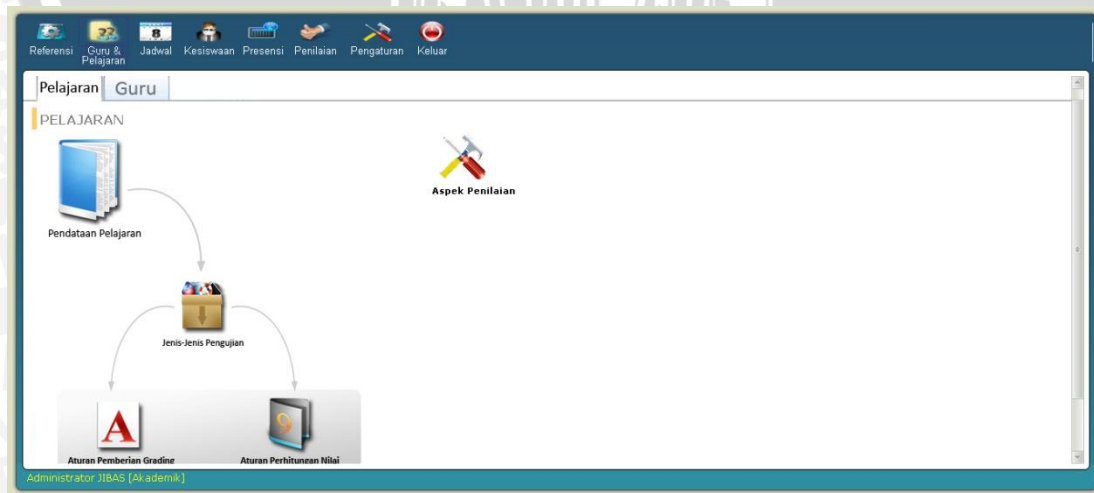 Referensi Guru & Pelajaran Jadwal Kesiswaan Presensi Penilaian Pengaturan Keluar
Pelajaran Guru
PELAJARAN
Aspek Penilaian
Pendataan Pelajaran
Jenis-Jenis Pengujian
Aturan Pemberian Grading Aturan Perhitungan Nilai
Administrator JIBAS [Akademik]